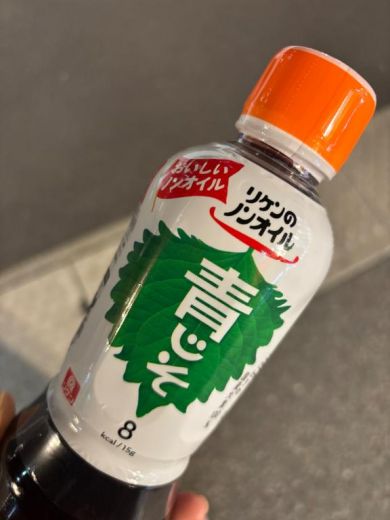 おいしい
ノンオイル
リケンの
ノンオイル
青じそ
8
kcal/15g